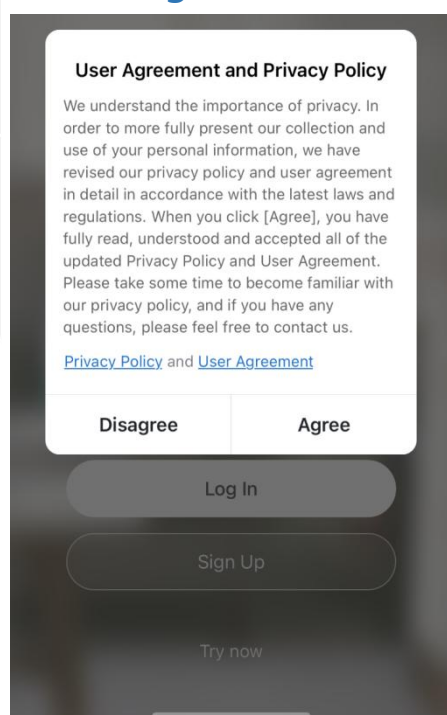 User Agreement and Privacy Policy
We understand the importance of privacy. In
order to more fully present our collection and
use of your personal information, we have
revised our privacy policy and user agreement
in detail in accordance with the latest laws and
regulations. When you click [Agree], you have
fully read, understood and accepted all of the
updated Privacy Policy and User Agreement.
Please take some time to become familiar with
our privacy policy, and if you have any
questions, please feel free to contact us.
Privacy Policy and User Agreement
Disagree Agree
Log In
Sign Up
Try now